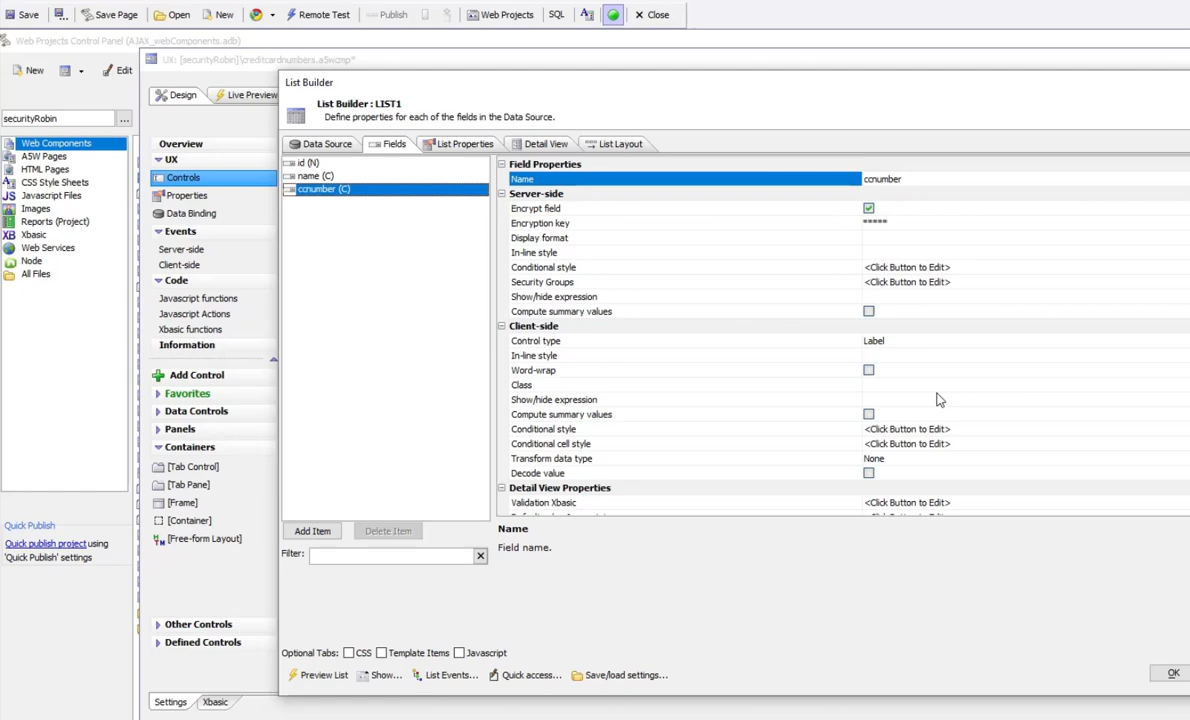 Save
Save Page
Open
New
Remote Test
Publish
Web Projects
SQL
Close
Web Projects Control Panel (AJAX_webComponents.adb)
New
Edit
securityRobin
...
Web Components
A5W Pages
HTML Pages
CSS Style Sheets
Javascript Files
Images
Reports (Project)
Xbasic
Web Services
Node
All Files
Quick Publish
Quick publish project using
'Quick Publish' settings
UX: [securityRobin]\creditcardnumbers.a5wcmp*
Design
Live Preview
Overview
UX
Controls
Properties
Data Binding
Events
Server-side
Client-side
Code
Javascript functions
Javascript Actions
Xbasic functions
Information
Add Control
Favorites
Data Controls
Panels
Containers
[Tab Control]
[Tab Pane]
[Frame]
[Container]
[Free-form Layout]
Other Controls
Defined Controls
Settings
Xbasic
List Builder
List Builder : LIST1
Define properties for each of the fields in the Data Source.
Data Source
Fields
List Properties
Detail View
List Layout
id (N)
name (C)
ccnumber (C)
Add Item
Delete Item
Filter:
Field Properties
Name ccnumber
Server-side
Encrypt field
Encryption key *****
Display format
In-line style
Conditional style <Click Button to Edit>
Security Groups <Click Button to Edit>
Show/hide expression
Compute summary values
Client-side
Control type Label
In-line style
Word-wrap
Class
Show/hide expression
Compute summary values
Conditional style <Click Button to Edit>
Conditional cell style <Click Button to Edit>
Transform data type None
Decode value
Detail View Properties
Validation Xbasic <Click Button to Edit>
Name
Field name.
Optional Tabs: CSS Template Items Javascript
Preview List
Show...
List Events...
Quick access...
Save/load settings...
OK